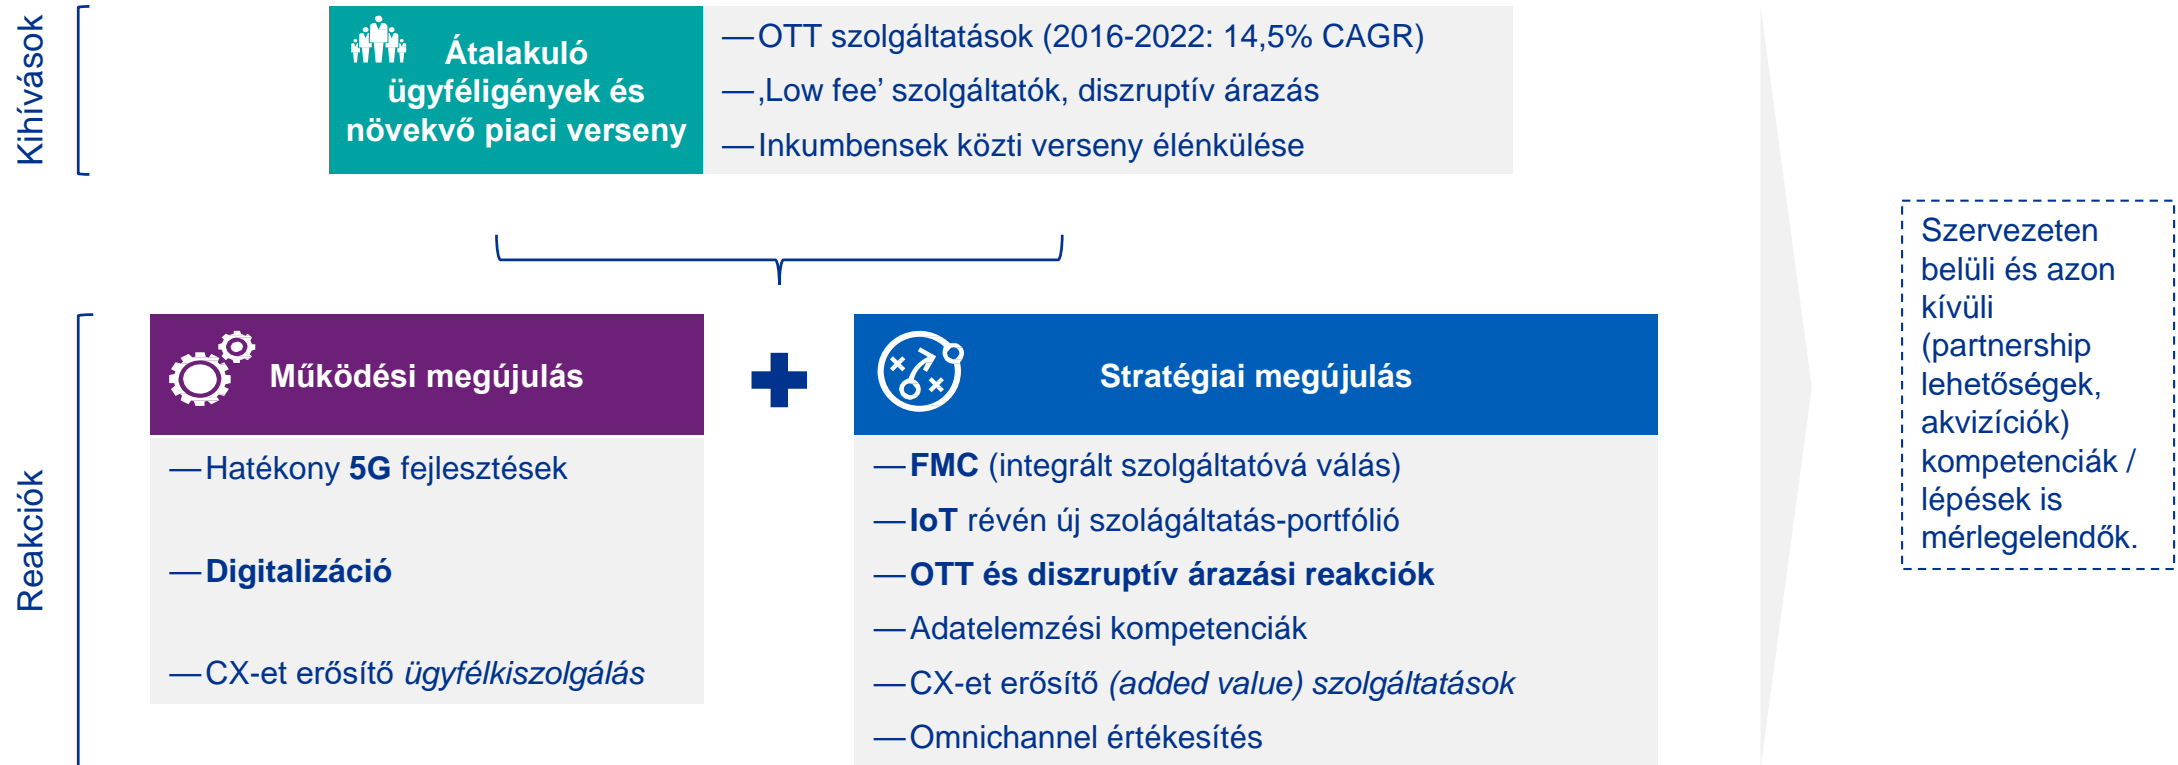 Kihívások
Átalakuló
ügyféligények és
növekvő piaci verseny
—OTT szolgáltatások (2016-2022: 14,5% CAGR)
—‚Low fee’ szolgáltatók, diszruptív árazás
—Inkumbensek közti verseny élénkülése
Reakciók
Működési megújulás
—Hatékony 5G fejlesztések
—Digitalizáció
—CX-et erősítő ügyfélkiszolgálás
Stratégiai megújulás
—FMC (integrált szolgáltatóvá válás)
—IoT révén új szolágáltatás-portfólió
—OTT és diszruptív árazási reakciók
—Adatelemzési kompetenciák
—CX-et erősítő (added value) szolgáltatások
—Omnichannel értékesítés
Szervezeten
belüli és azon
kívüli
(partnership
lehetőségek,
akvizíciók)
kompetenciák /
lépések is
mérlegelendők.